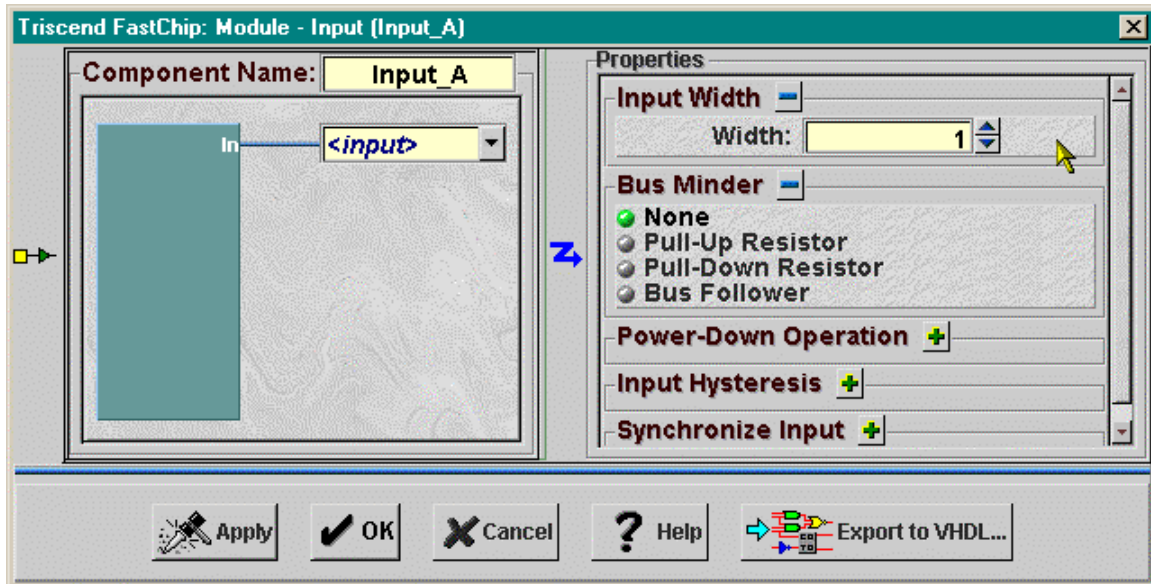 Triscend FastChip: Module - Input (Input_A)
Component Name: Input_A
In <input>
Properties
Input Width
Width: 1
Bus Minder
None
Pull-Up Resistor
Pull-Down Resistor
Bus Follower
Power-Down Operation
Input Hysteresis
Synchronize Input
Apply OK Cancel Help Export to VHDL...